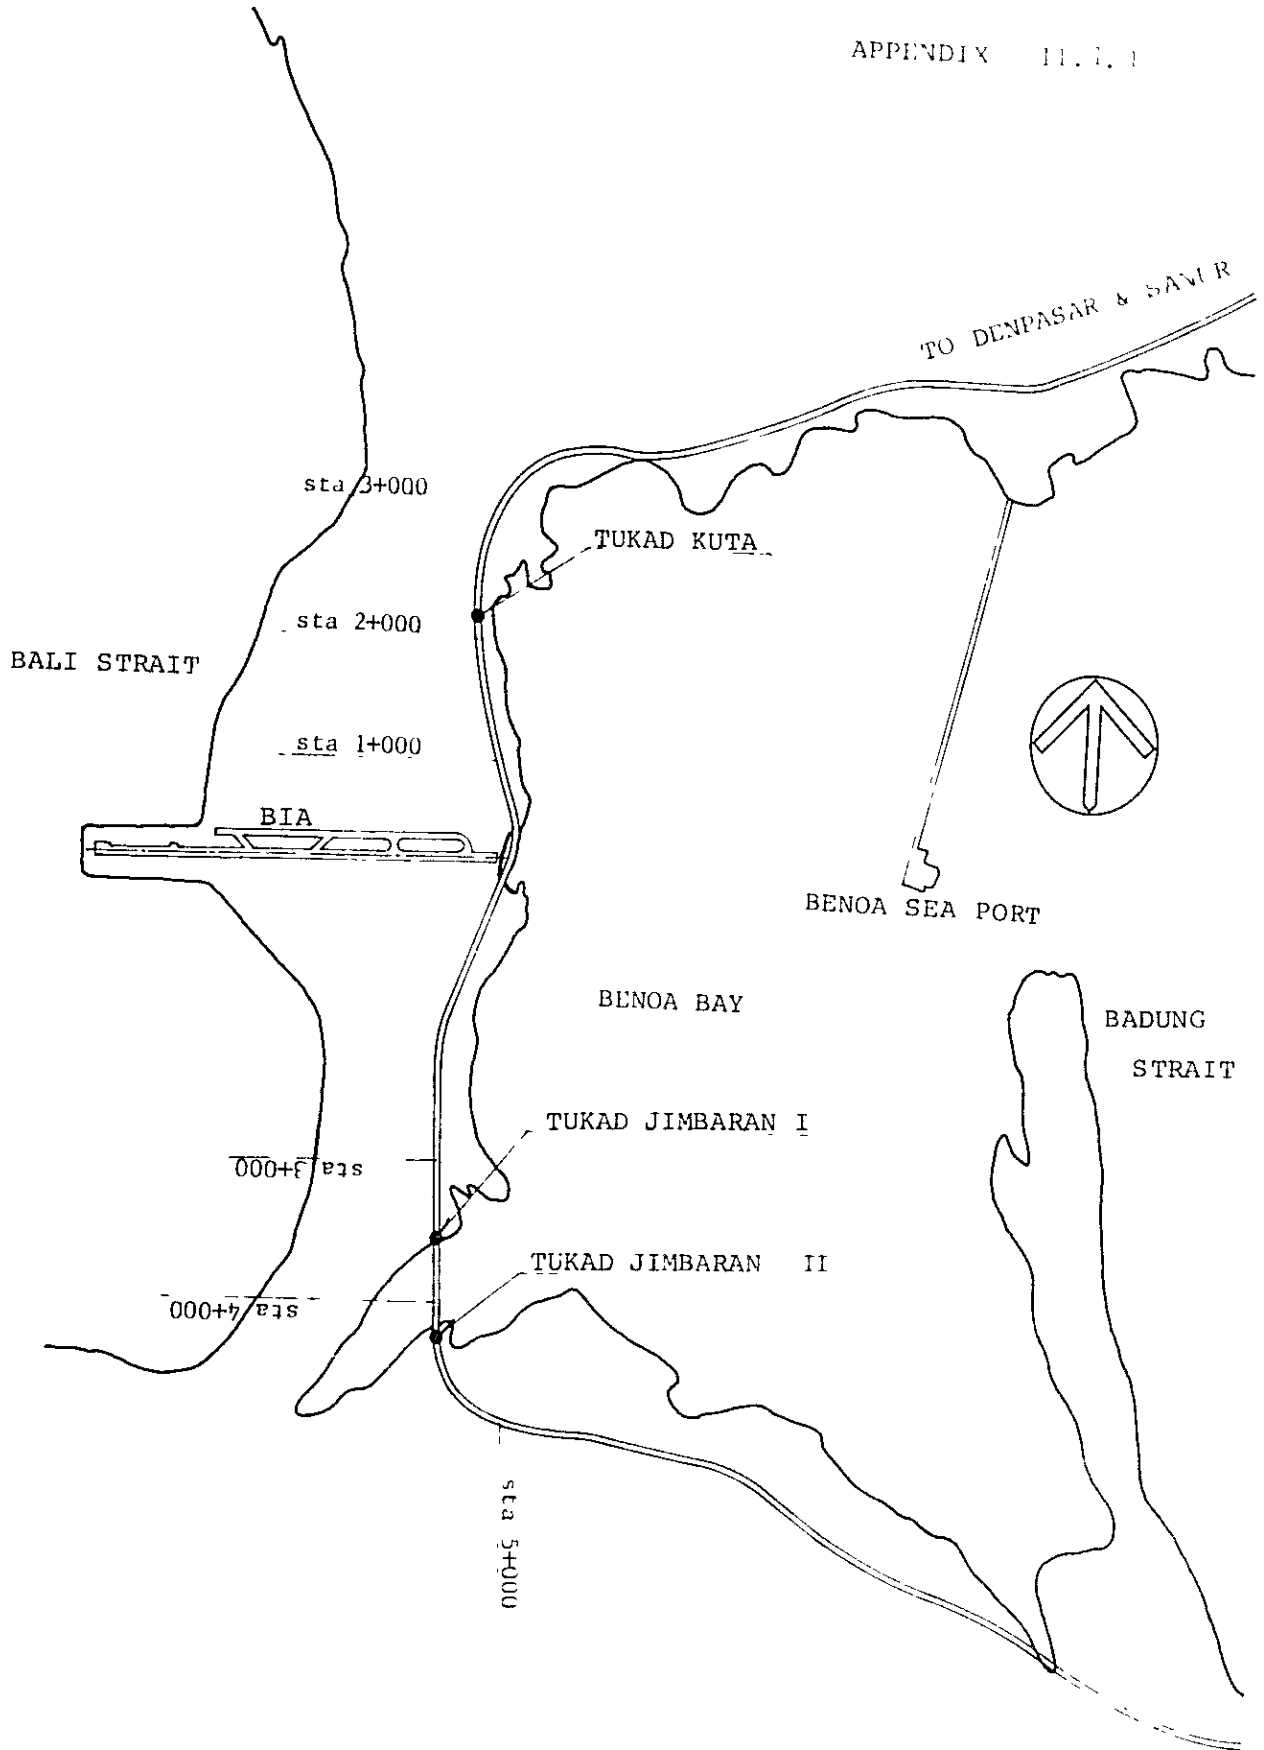 APPENDIX
TO DENPASAR &
sta 3+000
TUKAD KUTA
sta 2+000
BALI STRAIT
sta 1+000
BIA
BENOA SEA PORT
BENOA BAY
BADUNG
STRAIT
TUKAD JIMBARAN I
sta 3+000
TUKAD JIMBARAN II
sta 4+000
sta 5+000